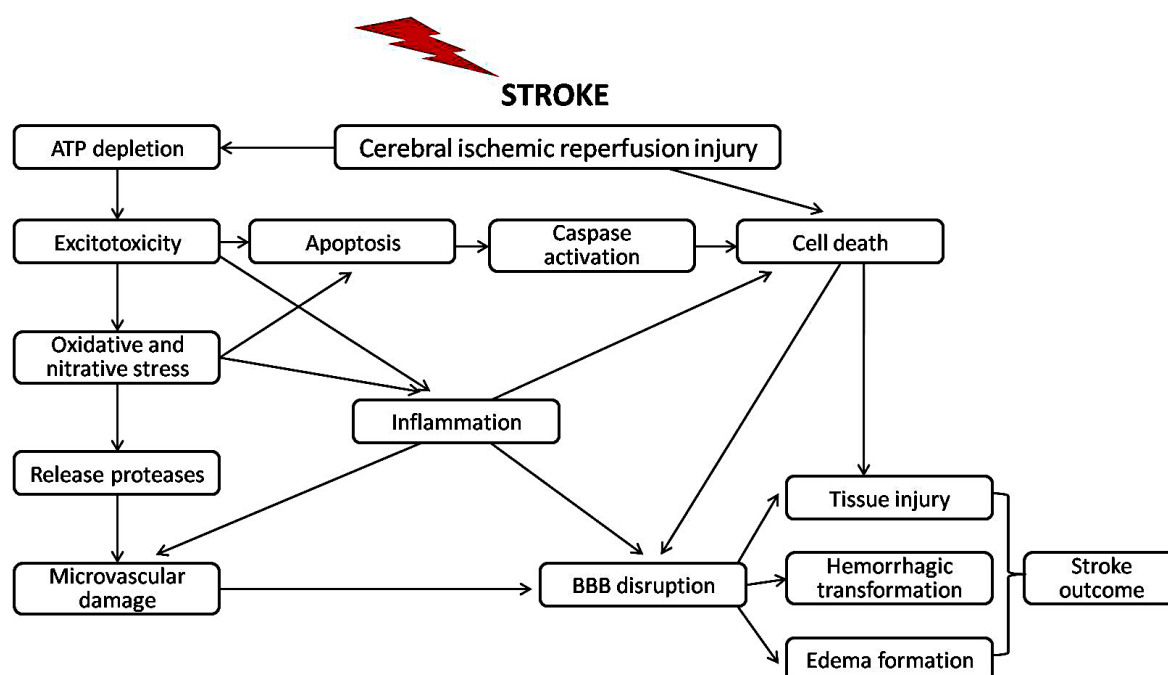 STROKE
ATP depletion
Cerebral ischemic reperfusion injury
Excitotoxicity
Apoptosis
Caspase
activation
Cell death
Oxidative and
nitrative stress
Inflammation
Release proteases
Tissue injury
Microvascular
damage
BBB disruption
Hemorrhagic
transformation
Stroke
outcome
Edema formation